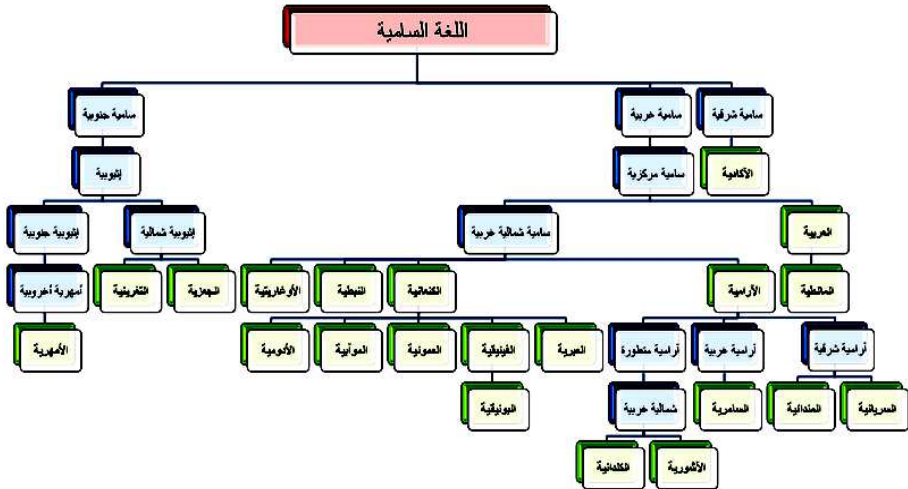 اللغة السامية
سامية شرقية
سامية غربية
سامية جنوبية
الأكادية
سامية مركزية
إثيوبية
العربية
سامية شمالية غربية
إثيوبية شمالية
إثيوبية جنوبية
المالطية
الآرامية
الكنعانية
النبطية
الأوغاريتية
الجعزية
التغرينية
أمهرية أخروبية
آرامية شرقية
آرامية غربية
آرامية متطورة
العبرية
الفينيقية
العمونية
الموآبية
الأدومية
الأمهرية
السريانية
المندائية
السامرية
شمالية غربية
البونيقية
الآشورية
الكلدانية